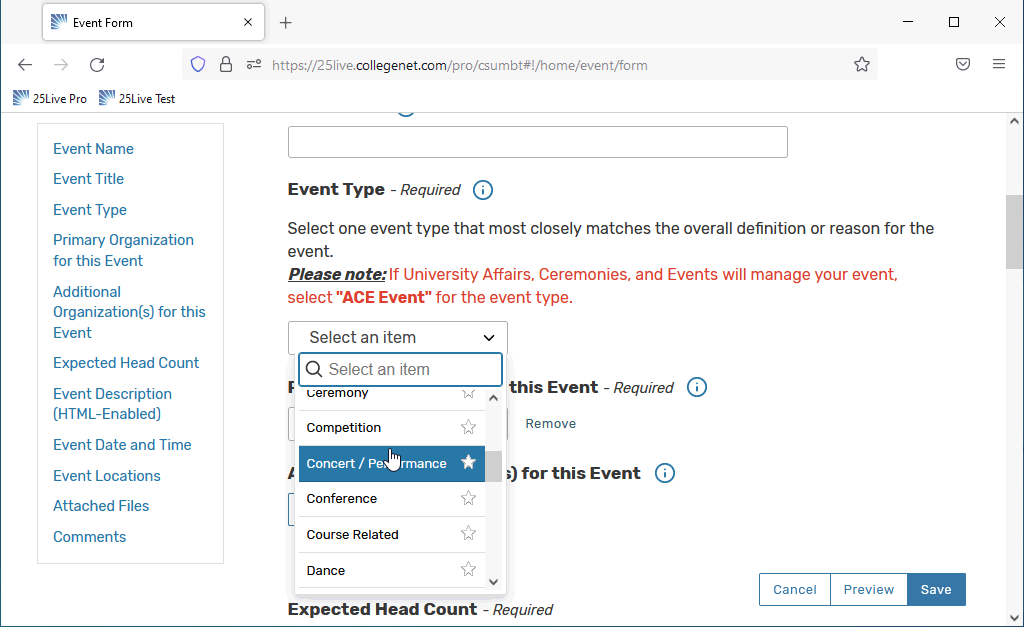 Event Form
https://25live.collegenet.com/pro/csumbt#!/home/event/form
25Live Pro
25Live Test
Event Name
Event Title
Event Type
Primary Organization
for this Event
Additional
Organization(s) for this
Event
Expected Head Count
Event Description
(HTML-Enabled)
Event Date and Time
Event Locations
Attached Files
Comments
Event Type - Required
Select one event type that most closely matches the overall definition or reason for the
event.
Please note: If University Affairs, Ceremonies, and Events will manage your event,
select "ACE Event" for the event type.
Select an item
Select an item
this Event - Required
Ceremony
Competition
Remove
Concert / Performance
for this Event
Conference
Course Related
Dance
Cancel
Preview
Save
Expected Head Count - Required